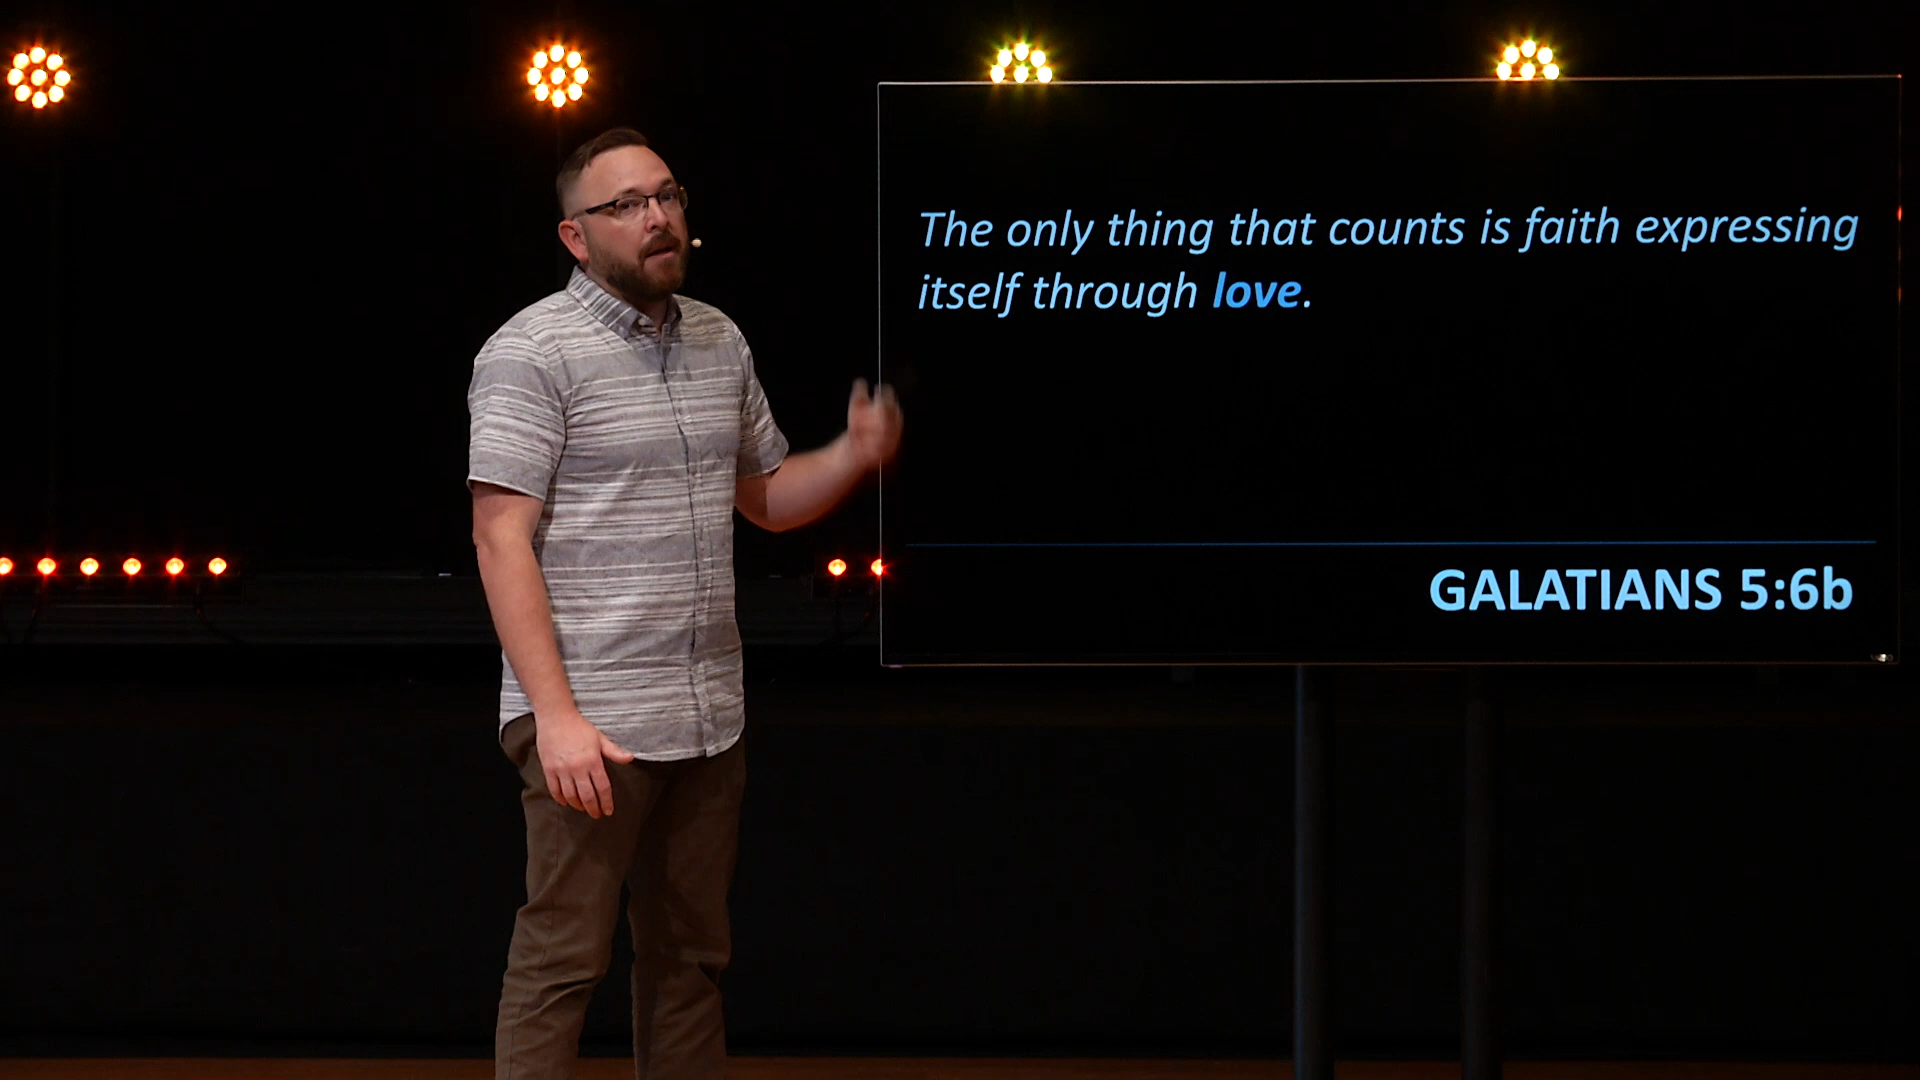 The only thing that counts is faith expressing
itself through love.
GALATIANS 5:6b